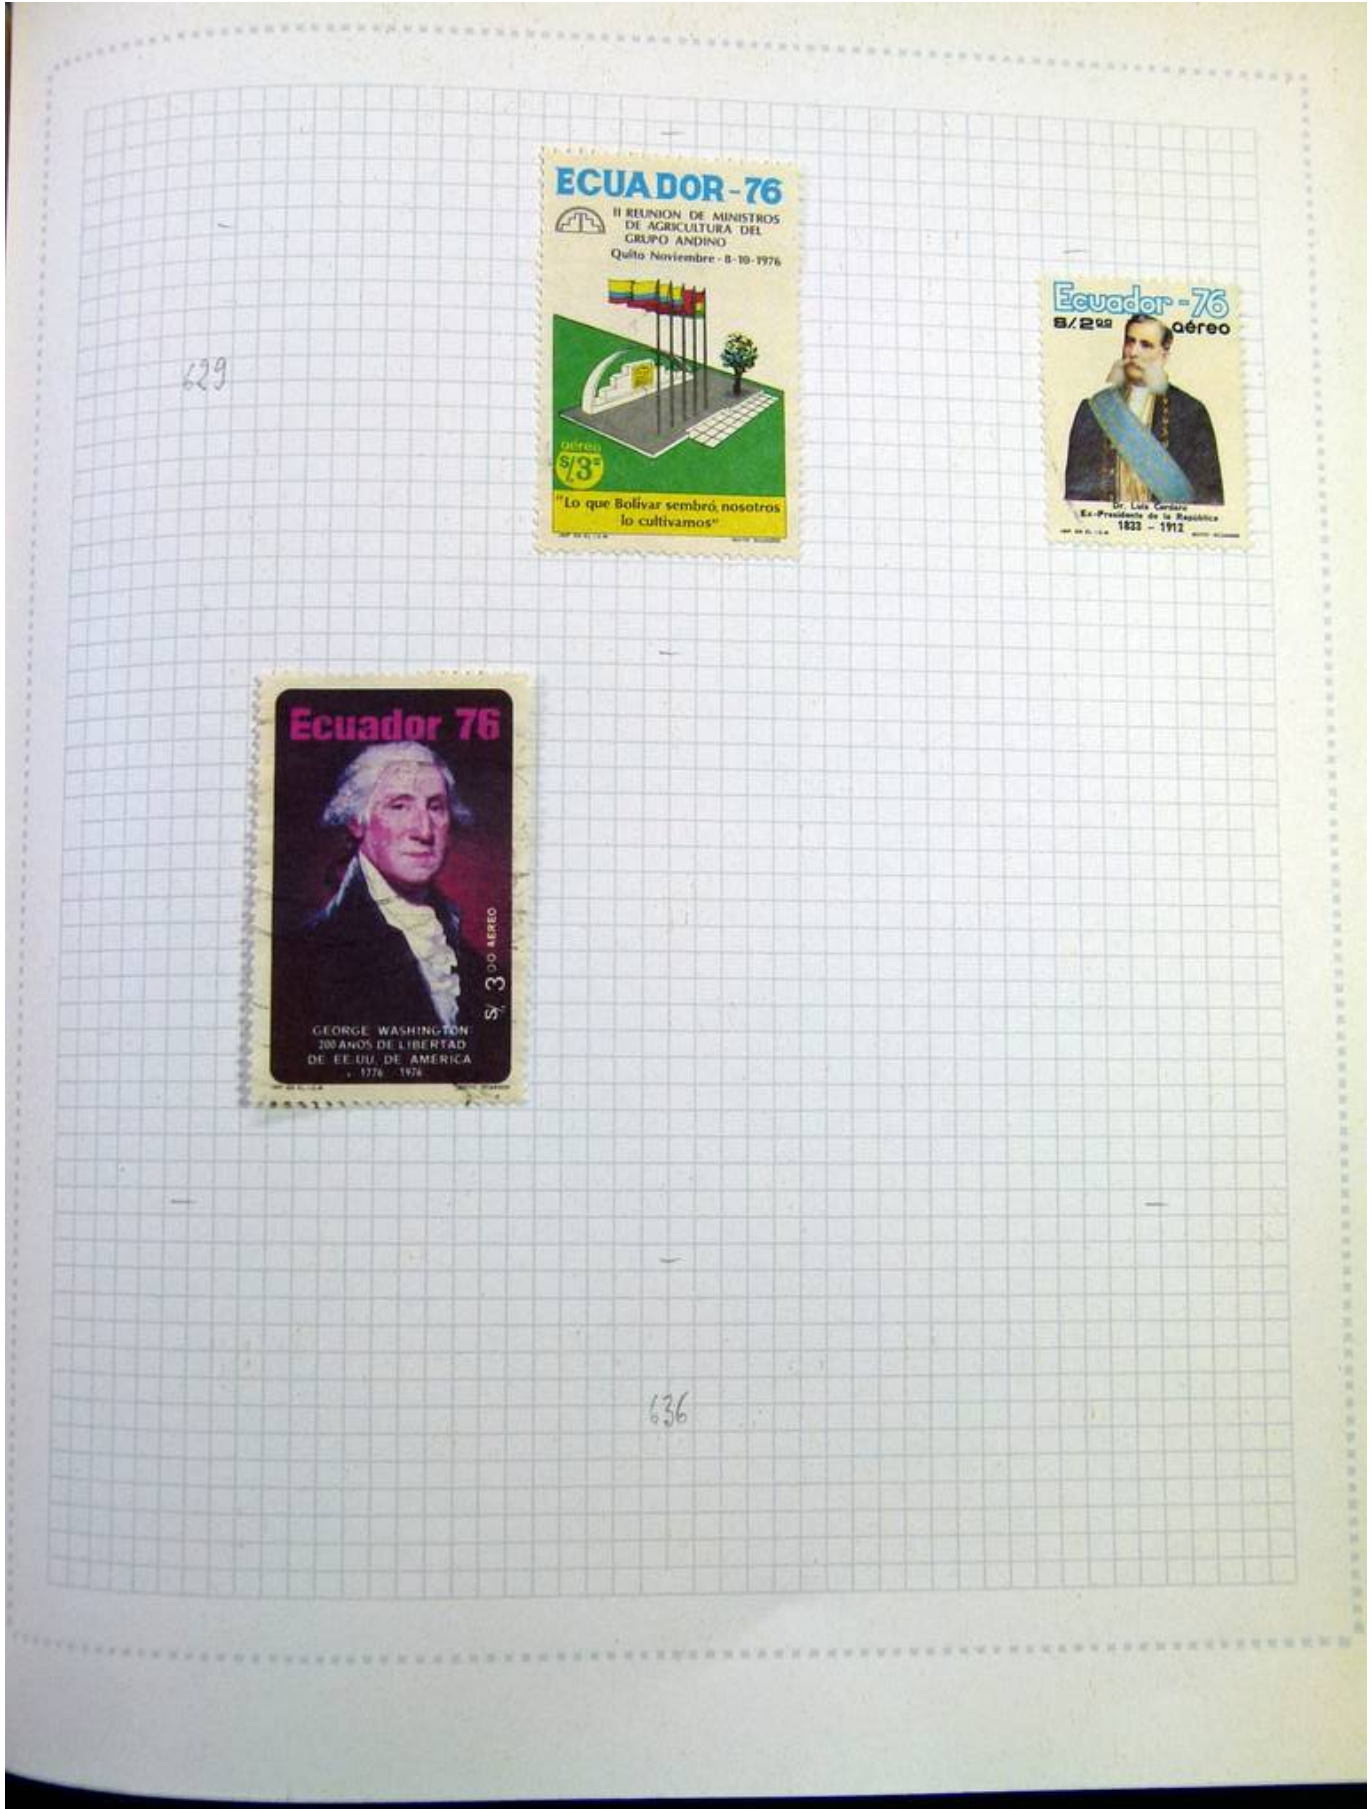 ECUADOR-76
II REUNION DE MINISTROS
DE AGRICULTURA DEL
GRUPO ANDINO
Quito Noviembre - 8-10-1976
aéreo
S/.3
"Lo que Bolívar sembró, nosotros
lo cultivamos"
Ecuador-76
S/.2.00 aéreo
Dr. Luis Cordero
Ex-Presidente de la República
1833 - 1912
629
Ecuador 76
S/. 3.00 AEREO
GEORGE WASHINGTON
200 AÑOS DE LIBERTAD
DE EE.UU. DE AMERICA
1776 1976
636